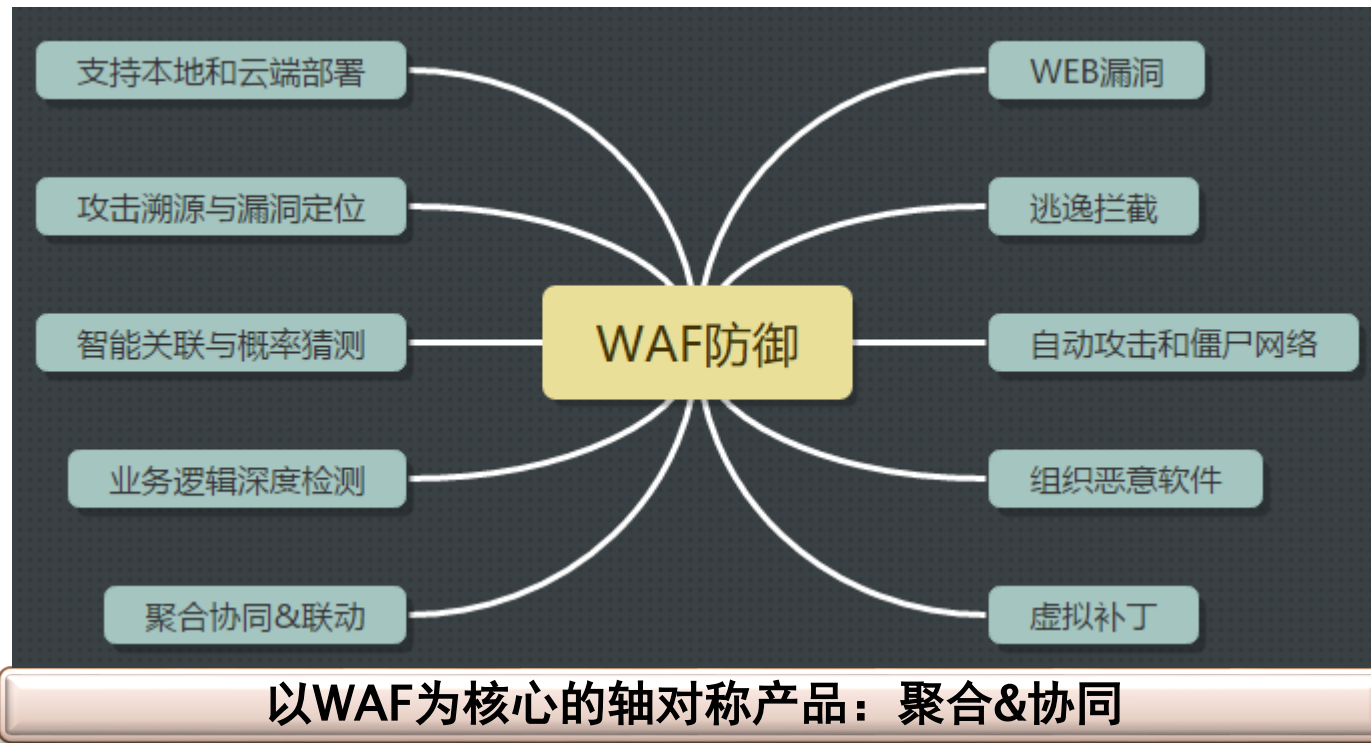 支持本地和云端部署
攻击溯源与漏洞定位
智能关联与概率猜测
业务逻辑深度检测
聚合协同&联动
WAF防御
WEB漏洞
逃逸拦截
自动攻击和僵尸网络
组织恶意软件
虚拟补丁
以WAF为核心的轴对称产品：聚合&协同